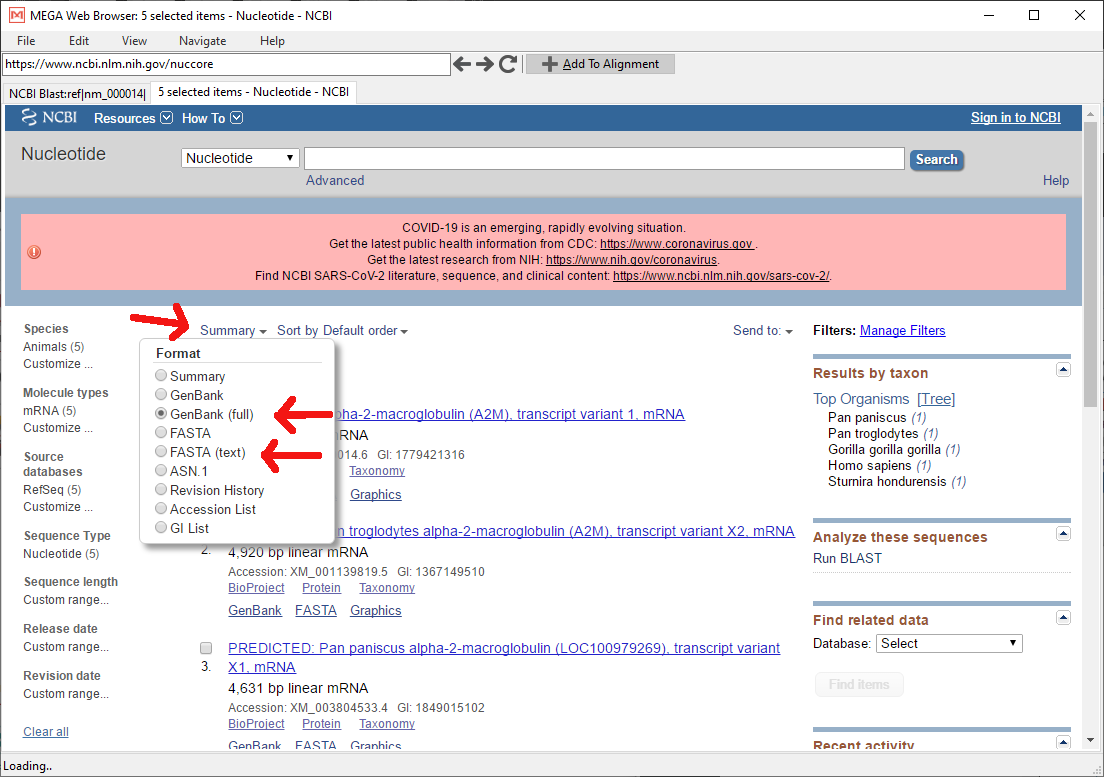 MEGA Web Browser: 5 selected items - Nucleotide - NCBI
File Edit View Navigate Help
https://www.ncbi.nlm.nih.gov/nuccore
Add To Alignment
NCBI Blast:ref|nm_000014| 5 selected items - Nucleotide - NCBI
NCBI Resources How To Sign in to NCBI
Nucleotide Nucleotide Search
Advanced Help
COVID-19 is an emerging, rapidly evolving situation.
Get the latest public health information from CDC: https://www.coronavirus.gov .
Get the latest research from NIH: https://www.nih.gov/coronavirus.
Find NCBI SARS-CoV-2 literature, sequence, and clinical content: https://www.ncbi.nlm.nih.gov/sars-cov-2/.
Species
Animals (5)
Customize ...
Molecule types
mRNA (5)
Customize ...
Source
databases
RefSeq (5)
Customize ...
Sequence Type
Nucleotide (5)
Sequence length
Custom range...
Release date
Custom range...
Revision date
Custom range...
Clear all
Summary Sort by Default order Send to:
Format
Summary
GenBank
GenBank (full)
FASTA
FASTA (text)
ASN.1
Revision History
Accession List
GI List
pha-2-macroglobulin (A2M), transcript variant 1, mRNA
RNA
014.6 GI: 1779421316
Taxonomy
Graphics
n troglodytes alpha-2-macroglobulin (A2M), transcript variant X2, mRNA
2.
4,920 bp linear mRNA
Accession: XM_001139819.5 GI: 1367149510
BioProject Protein Taxonomy
GenBank FASTA Graphics
PREDICTED: Pan paniscus alpha-2-macroglobulin (LOC100979269), transcript variant
3. X1, mRNA
4,631 bp linear mRNA
Accession: XM_003804533.4 GI: 1849015102
BioProject Protein Taxonomy
GenBank FASTA Graphics
Filters: Manage Filters
Results by taxon
Top Organisms [Tree]
Pan paniscus (1)
Pan troglodytes (1)
Gorilla gorilla gorilla (1)
Homo sapiens (1)
Sturnira hondurensis (1)
Analyze these sequences
Run BLAST
Find related data
Database: Select
Find items
Recent activity
Loading..